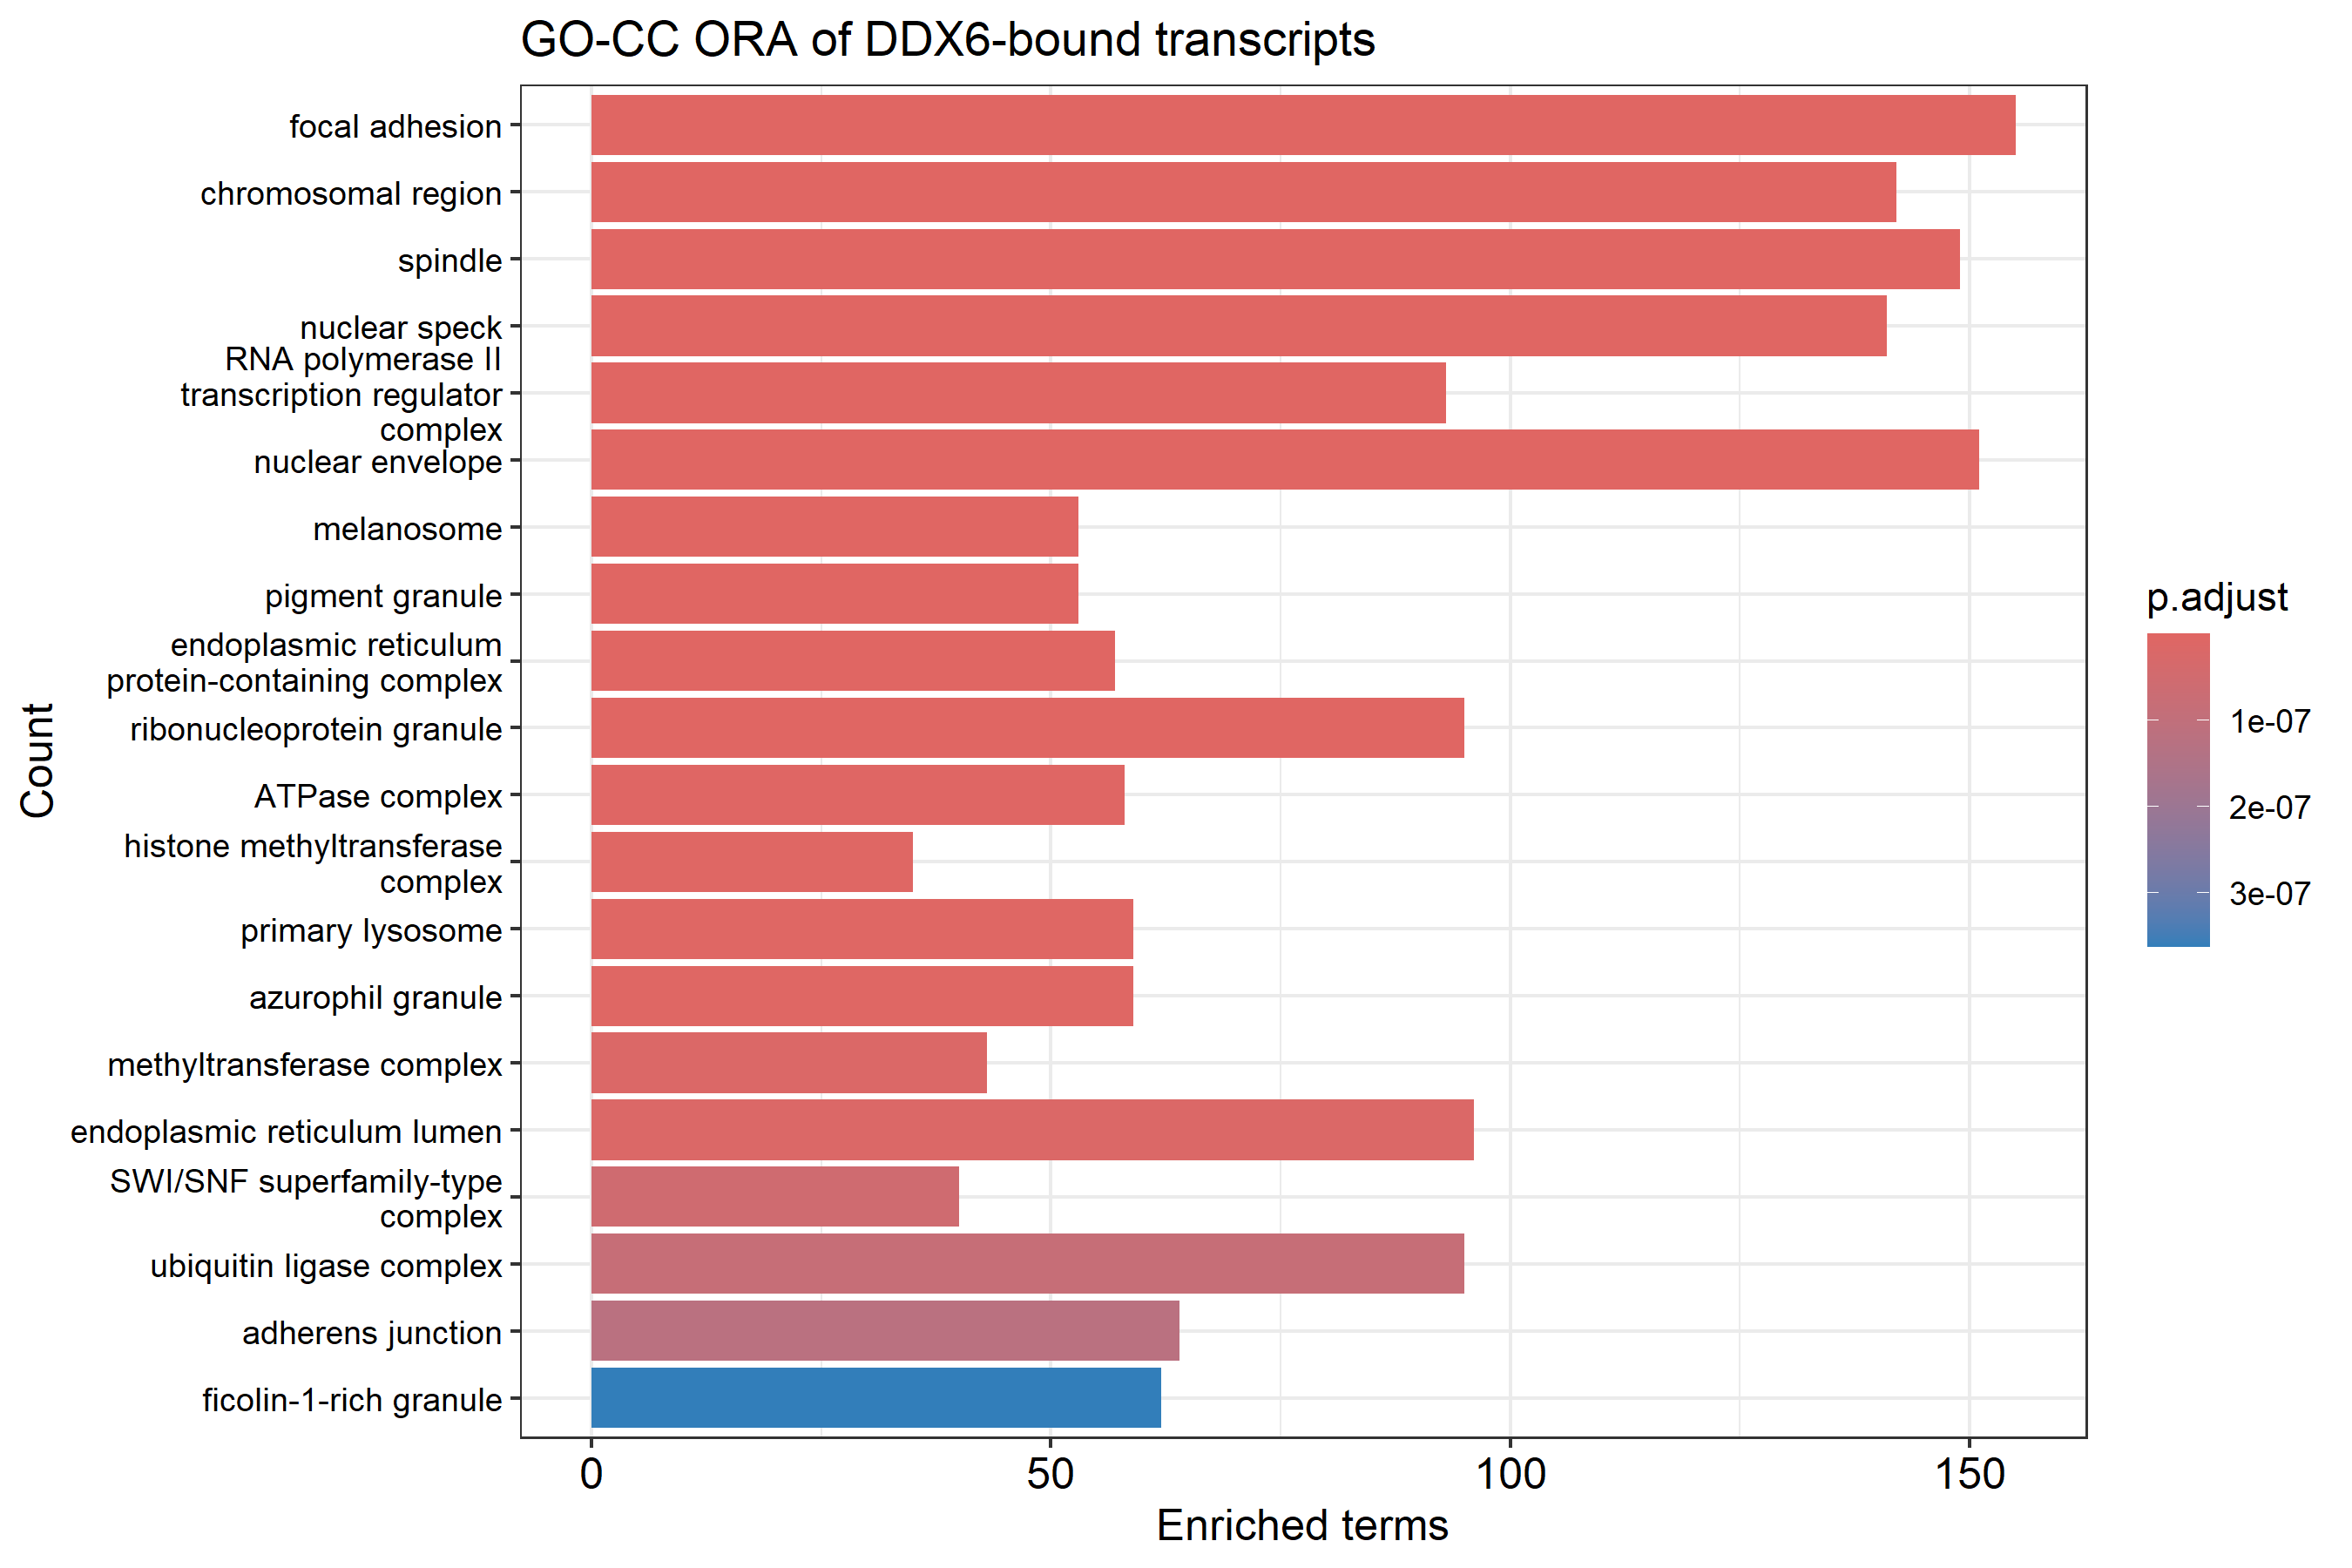 GO-CC ORA of DDX6-bound transcripts
focal adhesion
chromosomal region
spindle
nuclear speck
RNA polymerase II
transcription regulator
complex
nuclear envelope
melanosome
pigment granule
endoplasmic reticulum
protein-containing complex
ribonucleoprotein granule
ATPase complex
histone methyltransferase
complex
primary lysosome
azurophil granule
methyltransferase complex
endoplasmic reticulum lumen
SWI/SNF superfamily-type
complex
ubiquitin ligase complex
adherens junction
ficolin-1-rich granule
Count
0 50 100 150
Enriched terms
p.adjust
1e-07
2e-07
3e-07